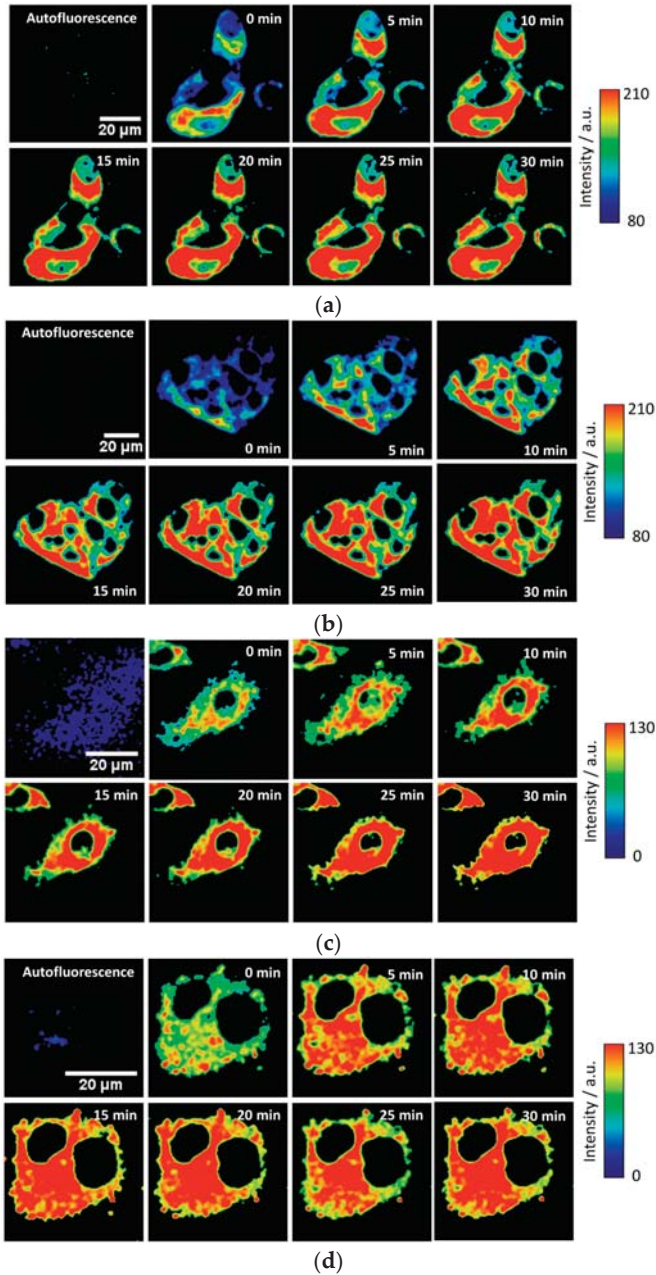 Autofluorescence 0 min 5 min 10 min
20 µm
15 min 20 min 25 min 30 min
210
Intensity / a.u.
80
(a)
Autofluorescence
20 µm 0 min 5 min 10 min
15 min 20 min 25 min 30 min
210
Intensity / a.u.
80
(b)
0 min 5 min 10 min
20 µm
15 min 20 min 25 min 30 min
130
Intensity / a.u.
0
(c)
Autofluorescence 0 min 5 min 10 min
20 µm
15 min 20 min 25 min 30 min
130
Intensity / a.u.
0
(d)